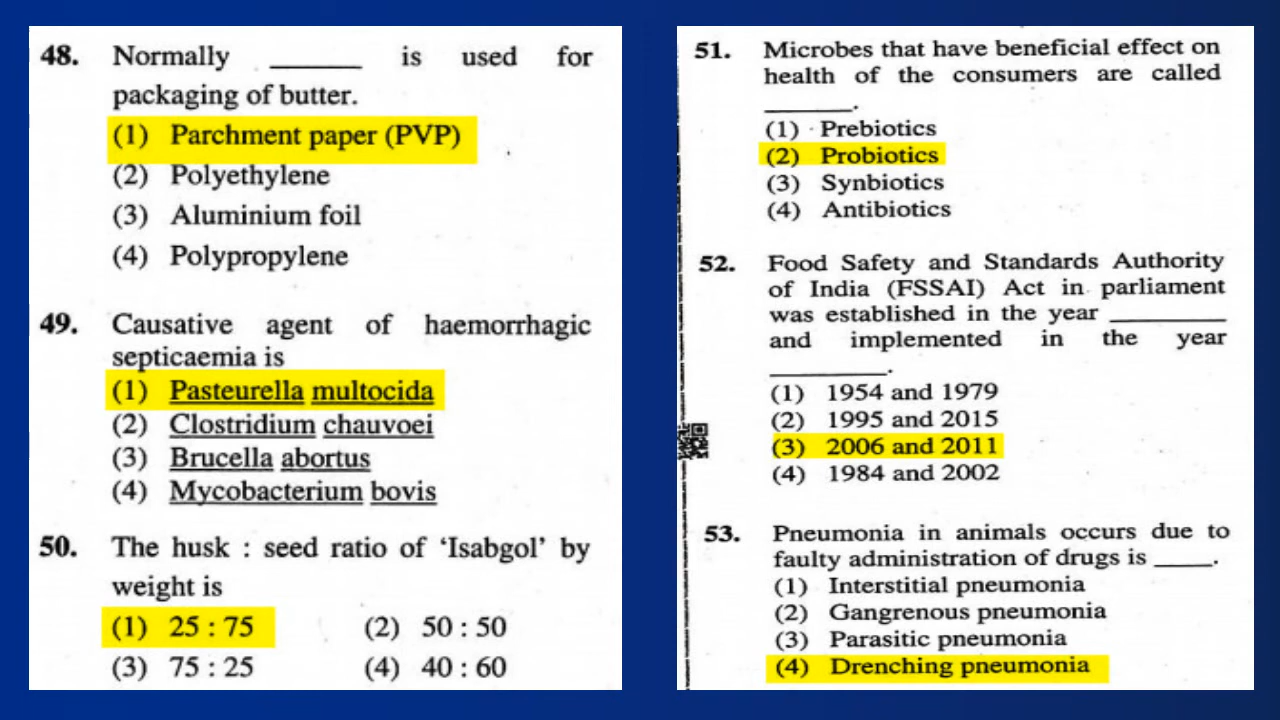 48. Normally ______ is used for
packaging of butter.
(1) Parchment paper (PVP)
(2) Polyethylene
(3) Aluminium foil
(4) Polypropylene
49. Causative agent of haemorrhagic
septicaemia is
(1) Pasteurella multocida
(2) Clostridium chauvoei
(3) Brucella abortus
(4) Mycobacterium bovis
50. The husk : seed ratio of ‘Isabgol’ by
weight is
(1) 25 : 75 (2) 50 : 50
(3) 75 : 25 (4) 40 : 60
51. Microbes that have beneficial effect on
health of the consumers are called
______.
(1) Prebiotics
(2) Probiotics
(3) Synbiotics
(4) Antibiotics
52. Food Safety and Standards Authority
of India (FSSAI) Act in parliament
was established in the year ________
and implemented in the year
________.
(1) 1954 and 1979
(2) 1995 and 2015
(3) 2006 and 2011
(4) 1984 and 2002
53. Pneumonia in animals occurs due to
faulty administration of drugs is ____.
(1) Interstitial pneumonia
(2) Gangrenous pneumonia
(3) Parasitic pneumonia
(4) Drenching pneumonia